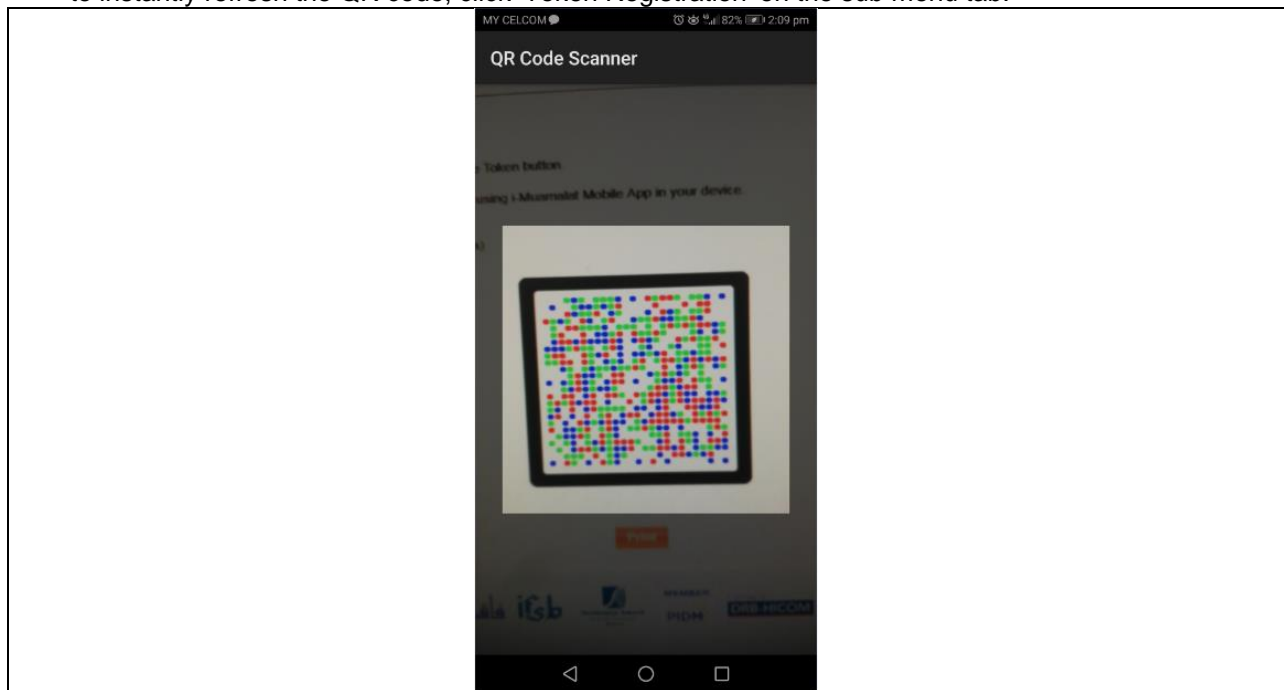 to instantly refresh the QR code, click 'Token Registration' on the sub menu tab.
MY CELCOM 82% 2:09 pm
QR Code Scanner
Token button
using i-Muamalat Mobile App in your device.
Print
ifsb
MEMBER
PIDM
DRB-HICOM